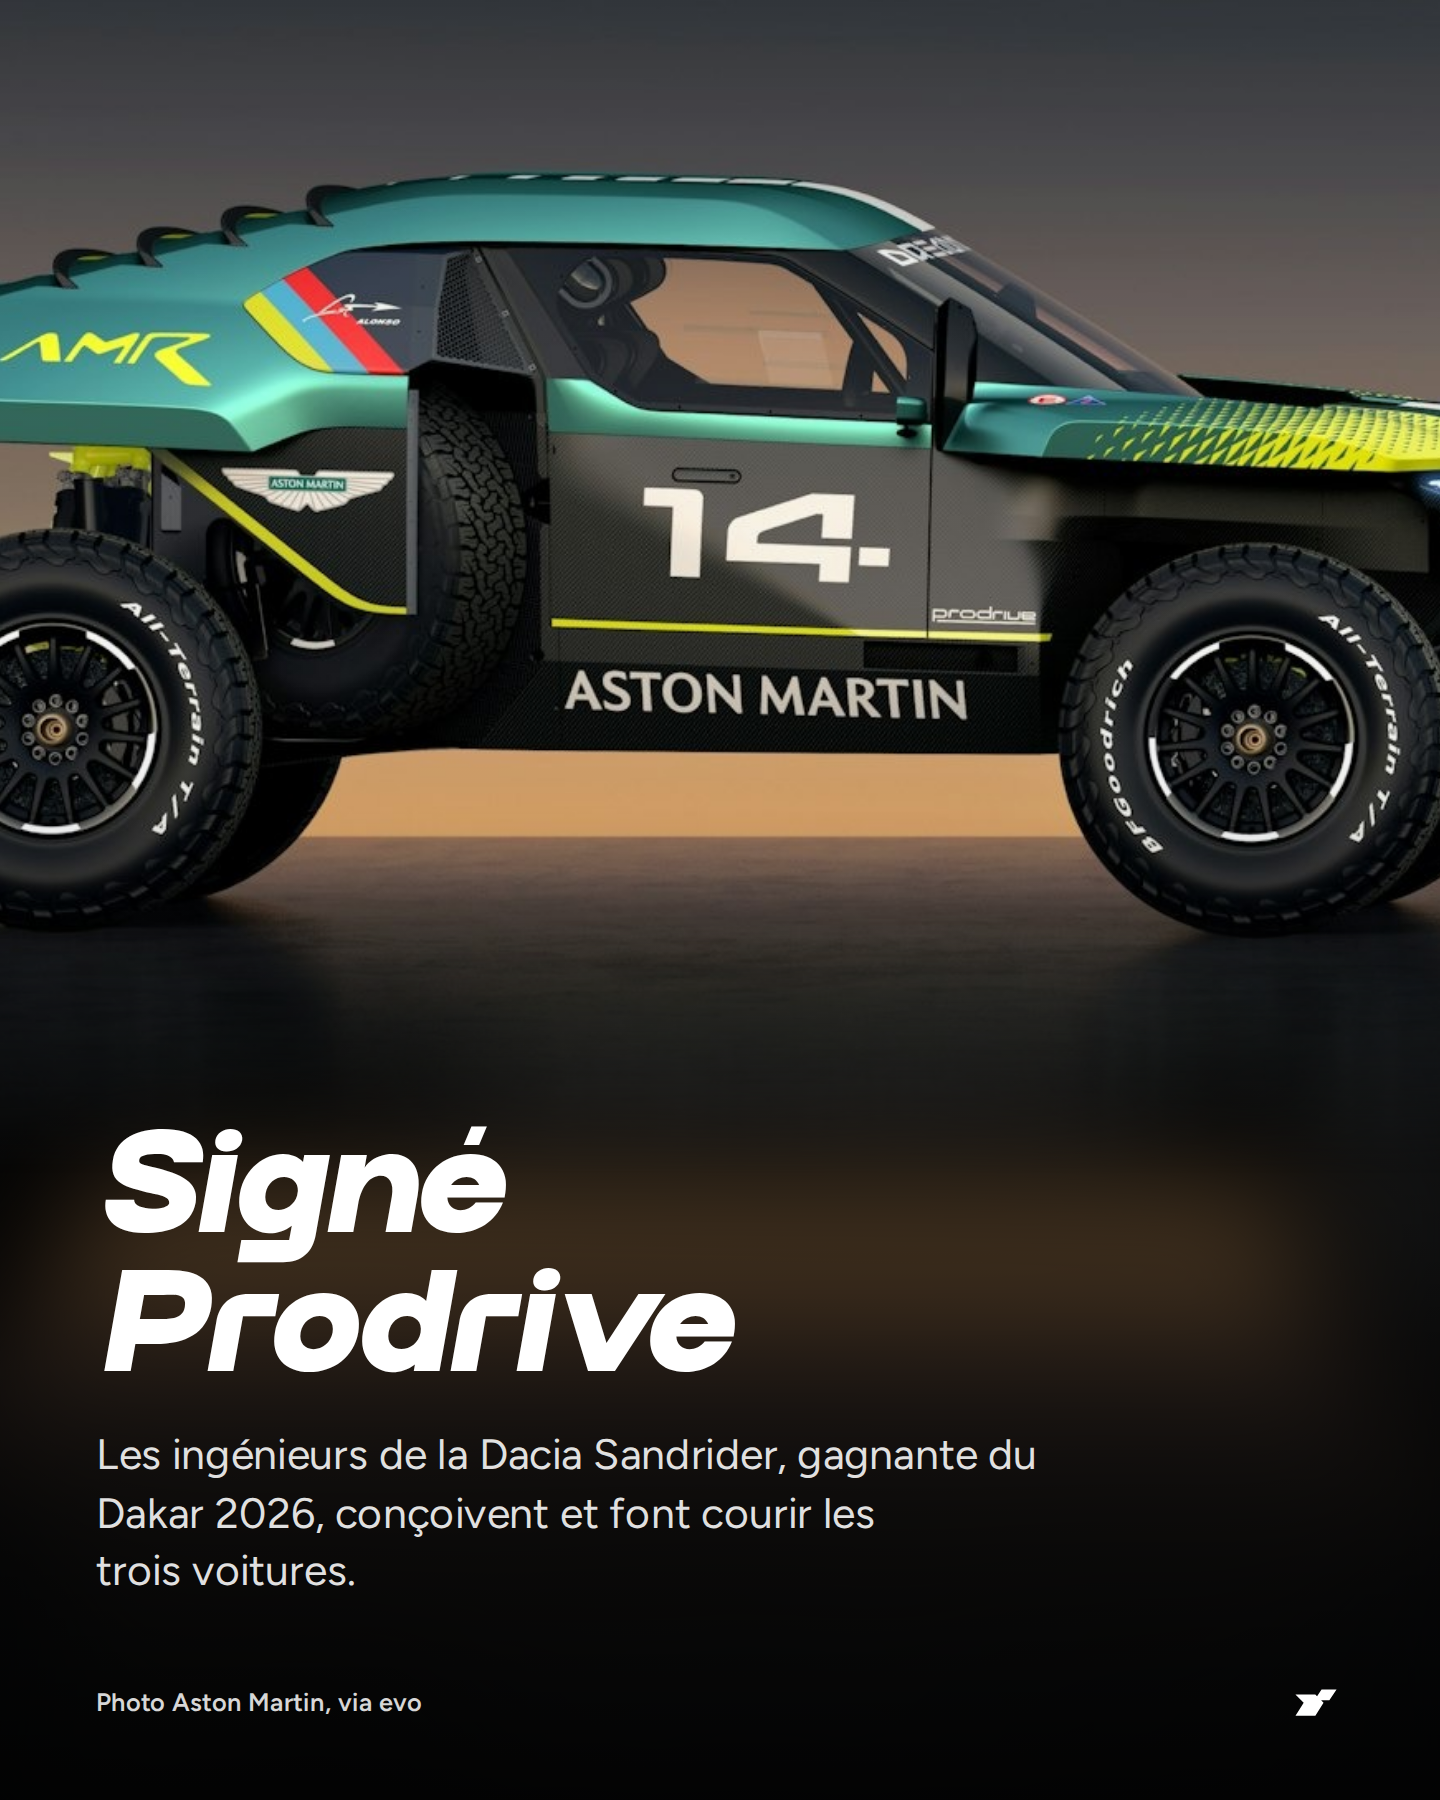 AMR
ALONSO
ASTON MARTIN
14.
prodrive
ASTON MARTIN
All-Terrain T/A
BFGoodrich
All-Terrain T/A
Signé
Prodrive
Les ingénieurs de la Dacia Sandrider, gagnante du
Dakar 2026, conçoivent et font courir les
trois voitures.
Photo Aston Martin, via evo